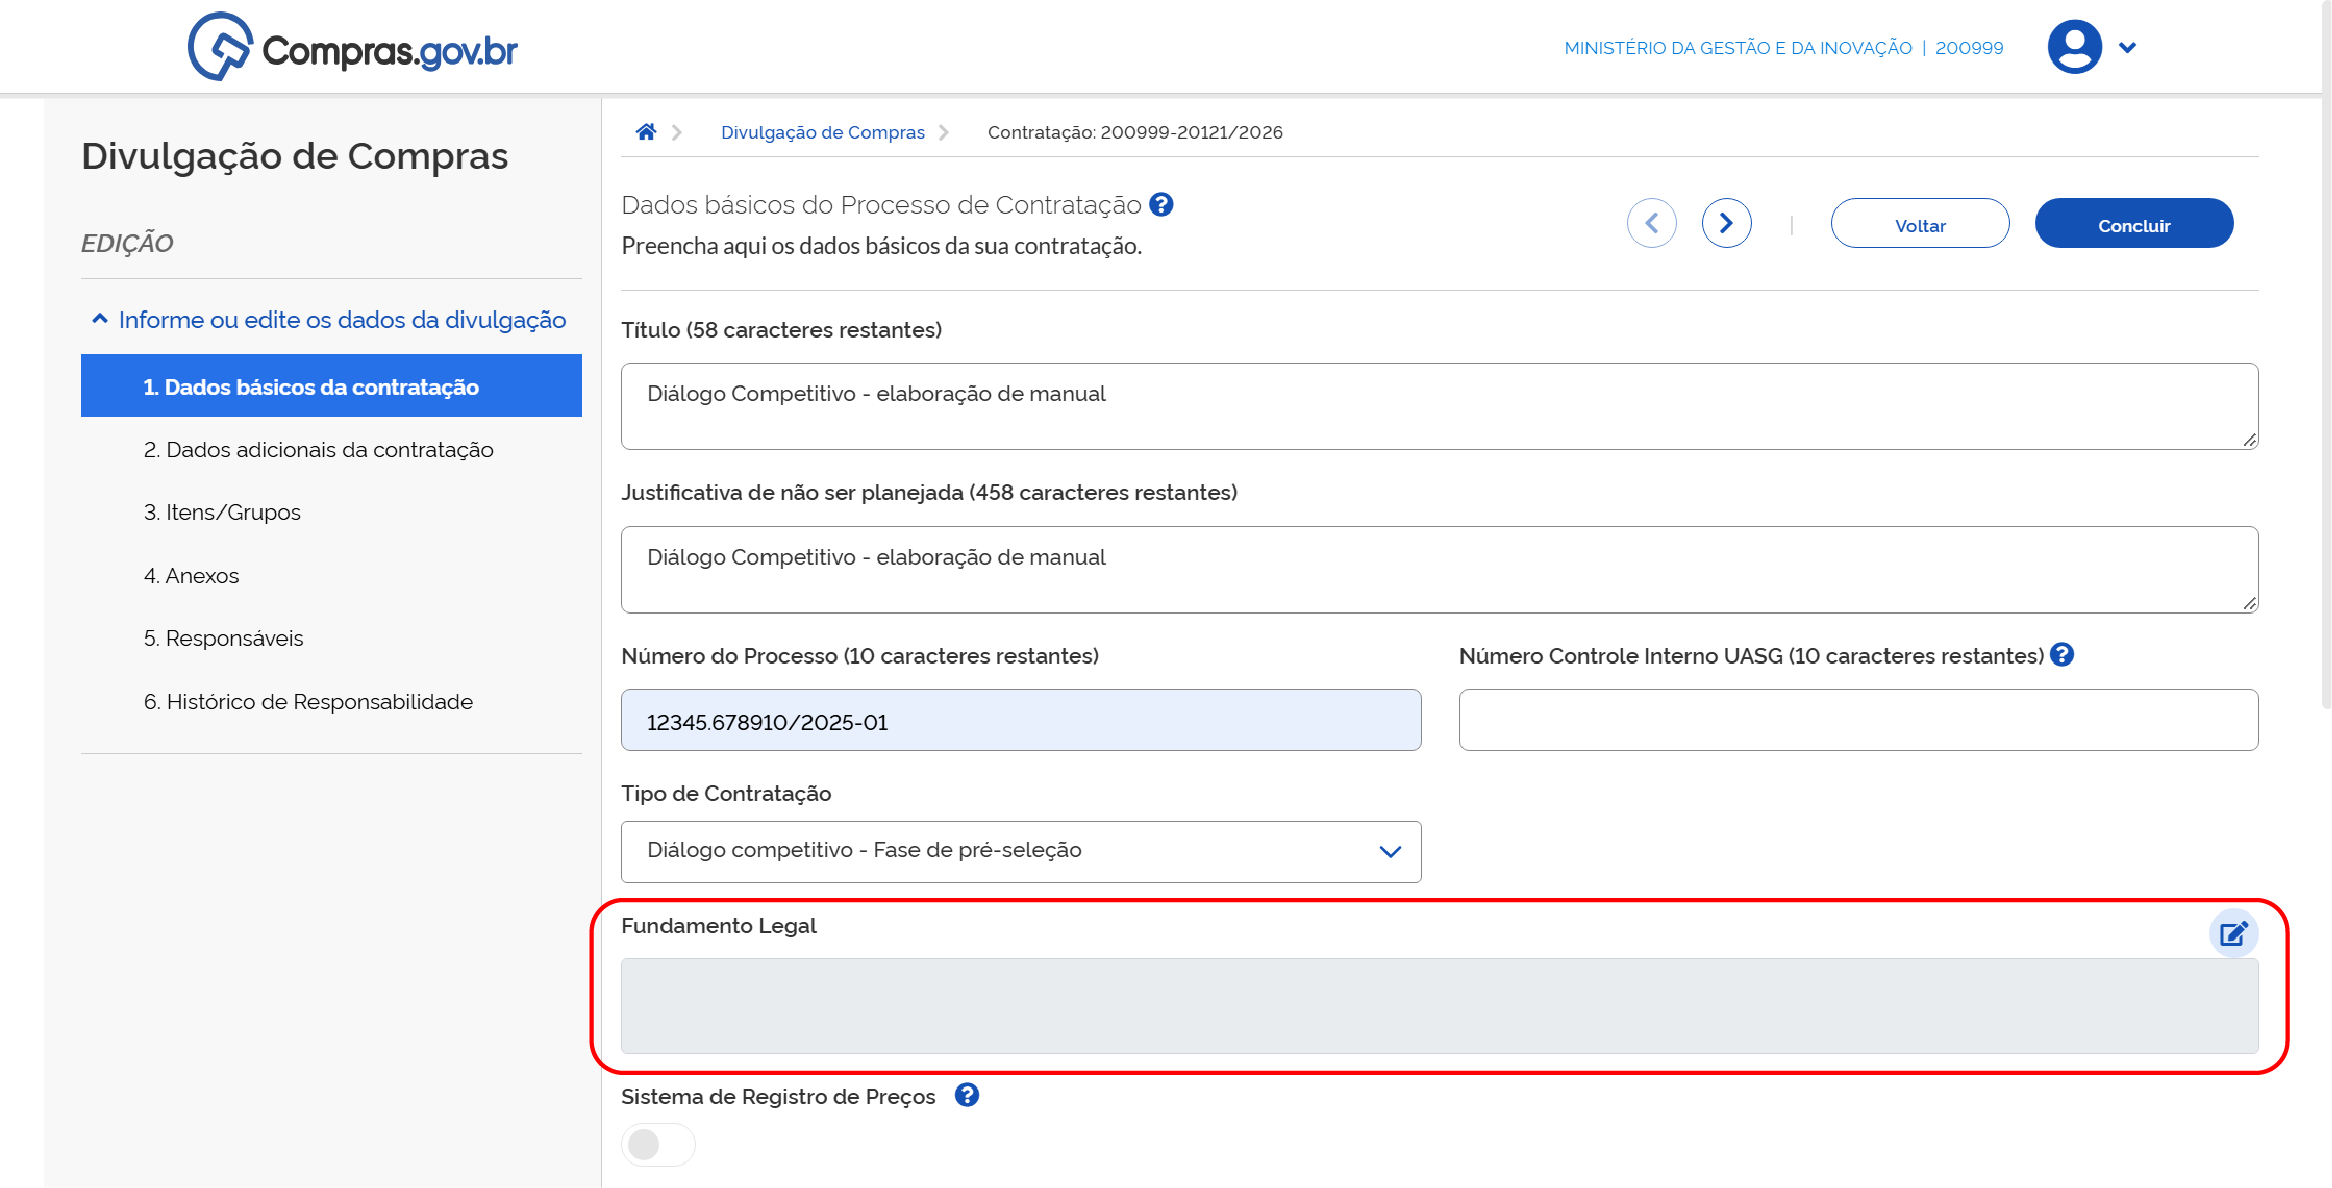 Compras.gov.br
MINISTÉRIO DA GESTÃO E DA INOVAÇÃO | 200999
Divulgação de Compras
EDIÇÃO
Informe ou edite os dados da divulgação
1. Dados básicos da contratação
2. Dados adicionais da contratação
3. Itens/Grupos
4. Anexos
5. Responsáveis
6. Histórico de Responsabilidade
Divulgação de Compras
Contratação: 200999-20121/2026
Dados básicos do Processo de Contratação
Preencha aqui os dados básicos da sua contratação.
Voltar
Concluir
Título (58 caracteres restantes)
Diálogo Competitivo - elaboração de manual
Justificativa de não ser planejada (458 caracteres restantes)
Diálogo Competitivo - elaboração de manual
Número do Processo (10 caracteres restantes)
12345.678910/2025-01
Número Controle Interno UASG (10 caracteres restantes)
Tipo de Contratação
Diálogo competitivo - Fase de pré-seleção
Fundamento Legal
Sistema de Registro de Preços